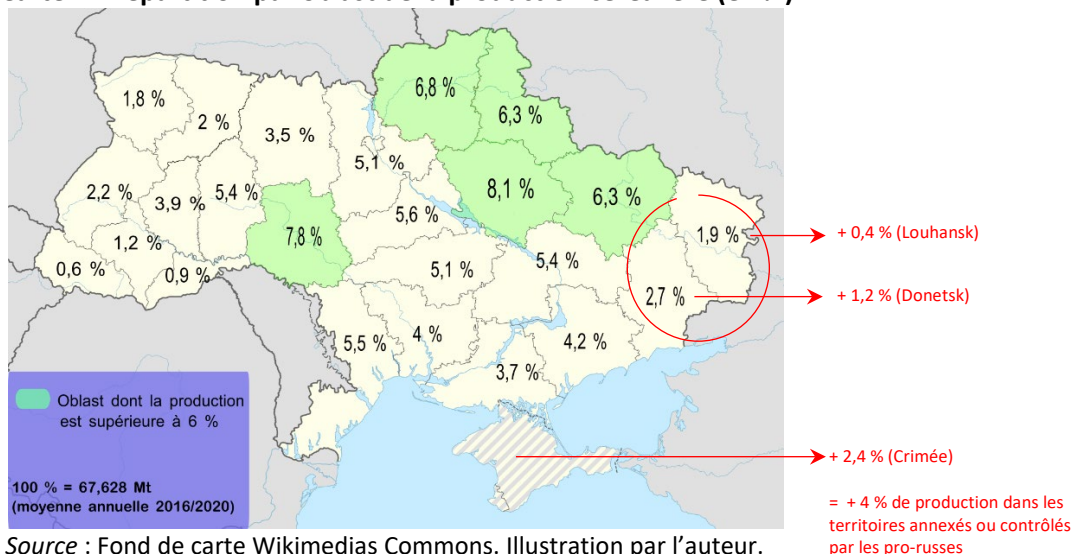 1,8 %
2 %
3,5 %
6,8 %
6,3 %
5,1 %
2,2 %
3,9 %
5,4 %
8,1 %
6,3 %
5,6 %
7,8 %
1,2 %
0,6 %
0,9 %
5,1 %
5,4 %
1,9 %
2,7 %
5,5 %
4 %
4,2 %
3,7 %
+ 0,4 % (Louhansk)
+ 1,2 % (Donetsk)
+ 2,4 % (Crimée)
= + 4 % de production dans les
territoires annexés ou contrôlés
par les pro-russes
Oblast dont la production
est supérieure à 6 %
100 % = 67,628 Mt
(moyenne annuelle 2016/2020)
Source : Fond de carte Wikimedias Commons. Illustration par l’auteur.